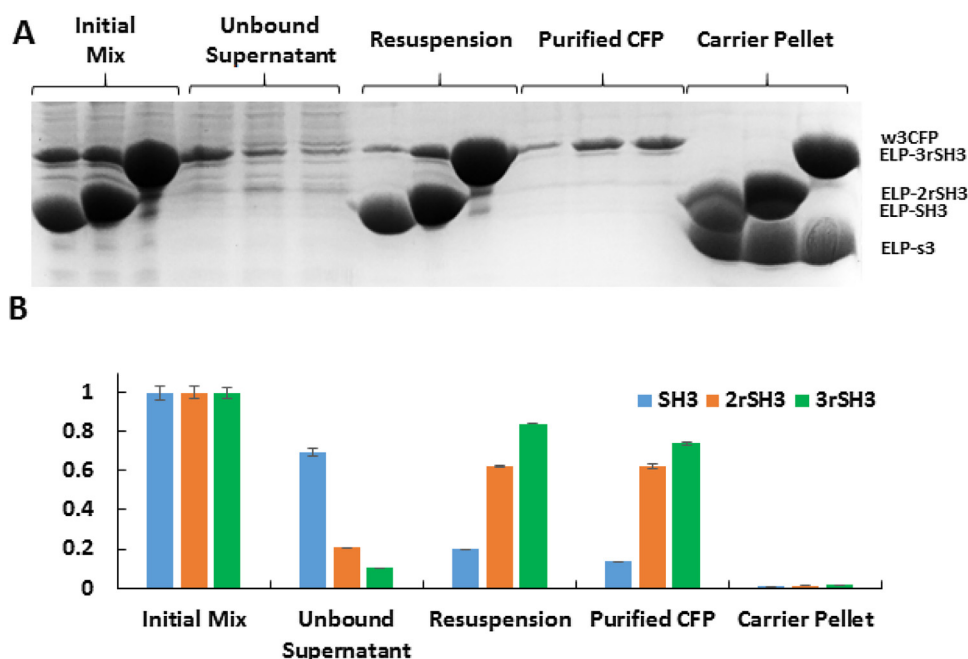 A
Initial
Mix
Unbound
Supernatant
Resuspension
Purified CFP
Carrier Pellet
w3CFP
ELP-3rSH3
ELP-2rSH3
ELP-SH3
ELP-s3
B
SH3 2rSH3 3rSH3
1
0.8
0.6
0.4
0.2
0
Initial Mix
Unbound
Supernatant
Resuspension
Purified CFP
Carrier Pellet